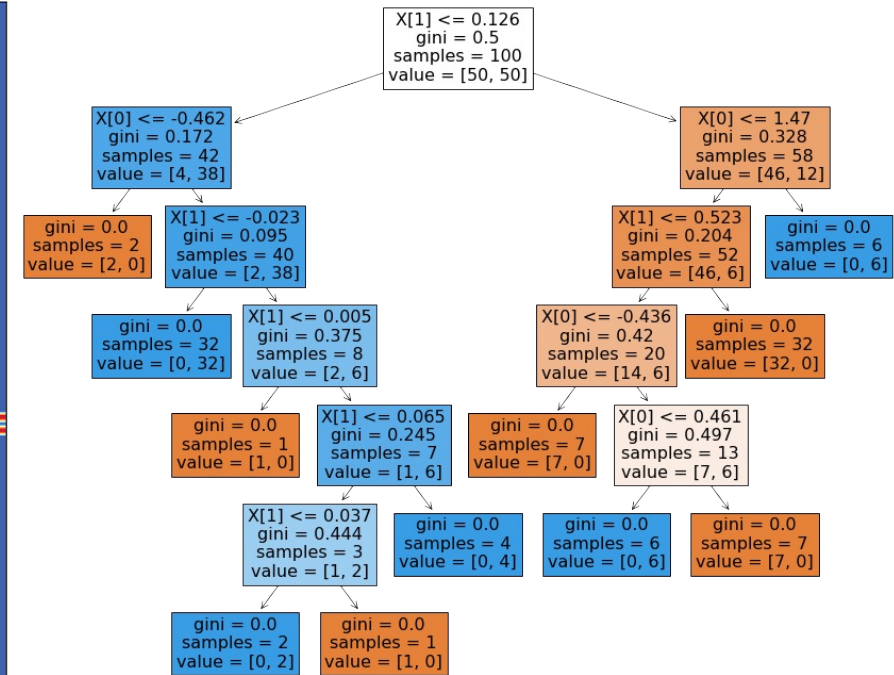 X[1] <= 0.126
gini = 0.5
samples = 100
value = [50, 50]
X[0] <= -0.462
gini = 0.172
samples = 42
value = [4, 38]
X[0] <= 1.47
gini = 0.328
samples = 58
value = [46, 12]
gini = 0.0
samples = 2
value = [2, 0]
X[1] <= -0.023
gini = 0.095
samples = 40
value = [2, 38]
X[1] <= 0.523
gini = 0.204
samples = 52
value = [46, 6]
gini = 0.0
samples = 6
value = [0, 6]
gini = 0.0
samples = 32
value = [0, 32]
X[1] <= 0.005
gini = 0.375
samples = 8
value = [2, 6]
X[0] <= -0.436
gini = 0.42
samples = 20
value = [14, 6]
gini = 0.0
samples = 32
value = [32, 0]
gini = 0.0
samples = 1
value = [1, 0]
X[1] <= 0.065
gini = 0.245
samples = 7
value = [1, 6]
gini = 0.0
samples = 7
value = [7, 0]
X[0] <= 0.461
gini = 0.497
samples = 13
value = [7, 6]
X[1] <= 0.037
gini = 0.444
samples = 3
value = [1, 2]
gini = 0.0
samples = 4
value = [0, 4]
gini = 0.0
samples = 6
value = [0, 6]
gini = 0.0
samples = 7
value = [7, 0]
gini = 0.0
samples = 2
value = [0, 2]
gini = 0.0
samples = 1
value = [1, 0]